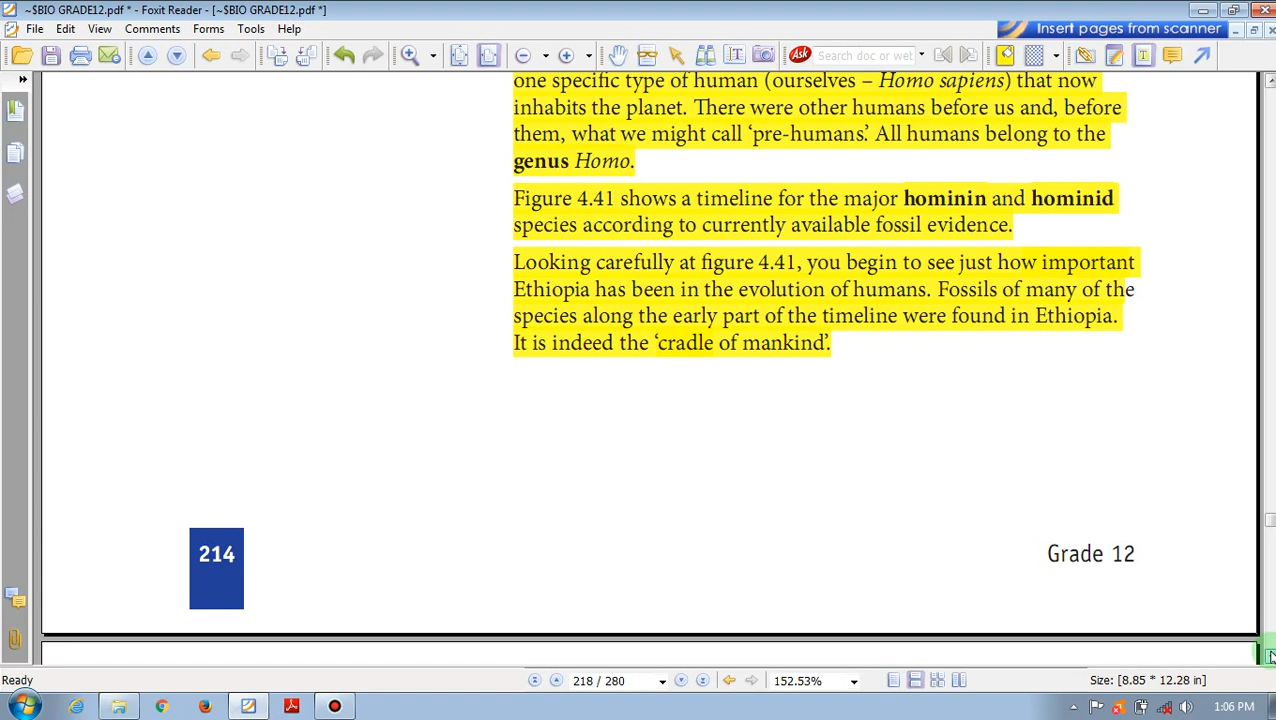 ~$BIO GRADE12.pdf * - Foxit Reader - [~$BIO GRADE12.pdf *]
File Edit View Comments Forms Tools Help
Insert pages from scanner
Ask Search doc or wet
one specific type of human (ourselves – Homo sapiens) that now
inhabits the planet. There were other humans before us and, before
them, what we might call ‘pre-humans.’ All humans belong to the
genus Homo.
Figure 4.41 shows a timeline for the major hominin and hominid
species according to currently available fossil evidence.
Looking carefully at figure 4.41, you begin to see just how important
Ethiopia has been in the evolution of humans. Fossils of many of the
species along the early part of the timeline were found in Ethiopia.
It is indeed the ‘cradle of mankind’.
214
Grade 12
Ready 218 / 280 152.53% Size: [8.85 * 12.28 in]
1:06 PM